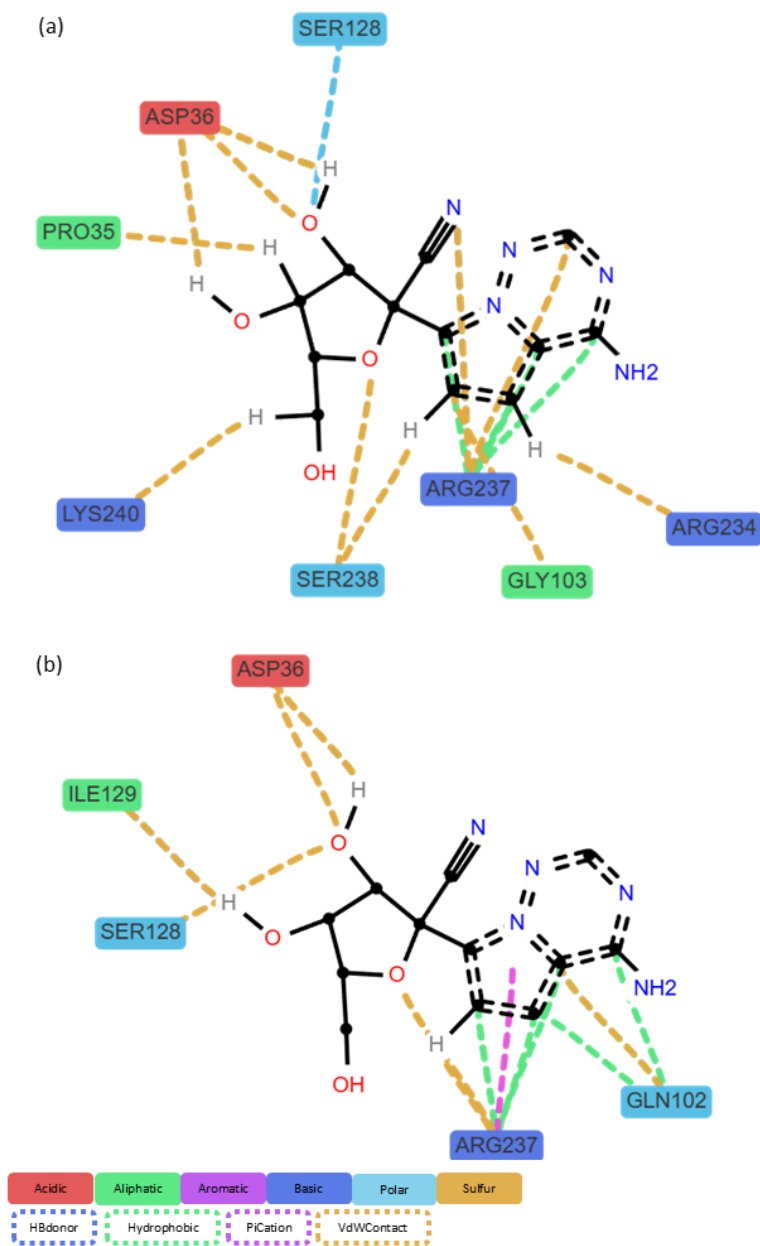 (a)
SER128
ASP36
H
O
N
PRO35
H
N
N
H
N
O
O
NH2
H
H
H
OH
ARG237
LYS240
ARG234
SER238
GLY103
(b)
ASP36
ILE129
H
O
N
N
N
H
N
SER128
O
O
NH2
H
OH
GLN102
ARG237
Acidic Aliphatic Aromatic Basic Polar Sulfur
HBdonor Hydrophobic PiCation VdWContact